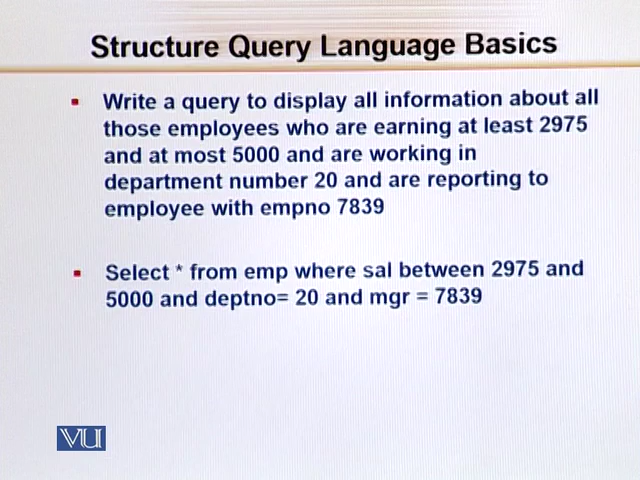 Structure Query Language Basics
Write a query to display all information about all
those employees who are earning at least 2975
and at most 5000 and are working in
department number 20 and are reporting to
employee with empno 7839
Select * from emp where sal between 2975 and
5000 and deptno= 20 and mgr = 7839
VU